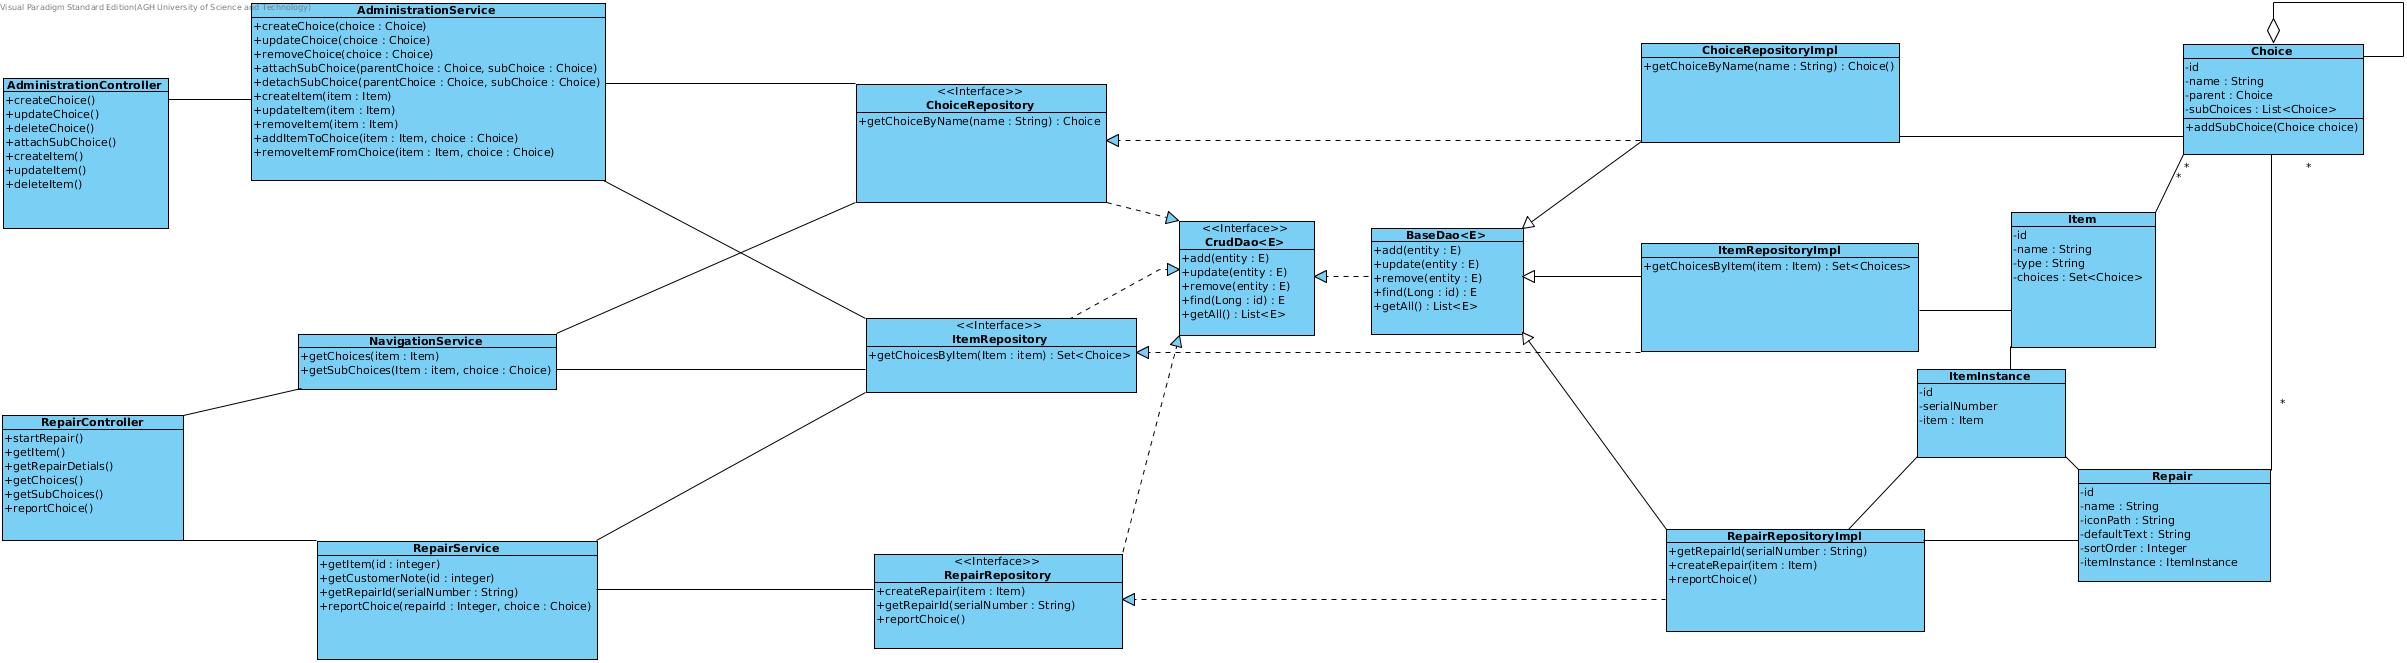 Visual Paradigm Standard Edition(AGH University of Science and Technology)
AdministrationService
+createChoice(choice : Choice)
+updateChoice(choice : Choice)
+removeChoice(choice : Choice)
+attachSubChoice(parentChoice : Choice, subChoice : Choice)
+detachSubChoice(parentChoice : Choice, subChoice : Choice)
+createItem(item : Item)
+updateItem(item : Item)
+removeItem(item : Item)
+addItemToChoice(item : Item, choice : Choice)
+removeItemFromChoice(item : Item, choice : Choice)
AdministrationController
+createChoice()
+updateChoice()
+deleteChoice()
+attachSubChoice()
+createItem()
+updateItem()
+deleteItem()
<<Interface>>
ChoiceRepository
+getChoiceByName(name : String) : Choice
ChoiceRepositoryImpl
+getChoiceByName(name : String) : Choice()
Choice
-id
-name : String
-parent : Choice
-subChoices : List<Choice>
+addSubChoice(Choice choice)
*
*
*
<<Interface>>
CrudDao<E>
+add(entity : E)
+update(entity : E)
+remove(entity : E)
+find(Long : id) : E
+getAll() : List<E>
BaseDao<E>
+add(entity : E)
+update(entity : E)
+remove(entity : E)
+find(Long : id) : E
+getAll() : List<E>
ItemRepositoryImpl
+getChoicesByItem(item : Item) : Set<Choices>
Item
-id
-name : String
-type : String
-choices : Set<Choice>
NavigationService
+getChoices(item : Item)
+getSubChoices(Item : item, choice : Choice)
<<Interface>>
ItemRepository
+getChoicesByItem(Item : item) : Set<Choice>
ItemInstance
-id
-serialNumber
-item : Item
*
RepairController
+startRepair()
+getItem()
+getRepairDetials()
+getChoices()
+getSubChoices()
+reportChoice()
Repair
-id
-name : String
-iconPath : String
-defaultText : String
-sortOrder : Integer
-itemInstance : ItemInstance
RepairService
+getItem(id : integer)
+getCustomerNote(id : integer)
+getRepairId(serialNumber : String)
+reportChoice(repairId : Integer, choice : Choice)
<<Interface>>
RepairRepository
+createRepair(item : Item)
+getRepairId(serialNumber : String)
+reportChoice()
RepairRepositoryImpl
+getRepairId(serialNumber : String)
+createRepair(item : Item)
+reportChoice()